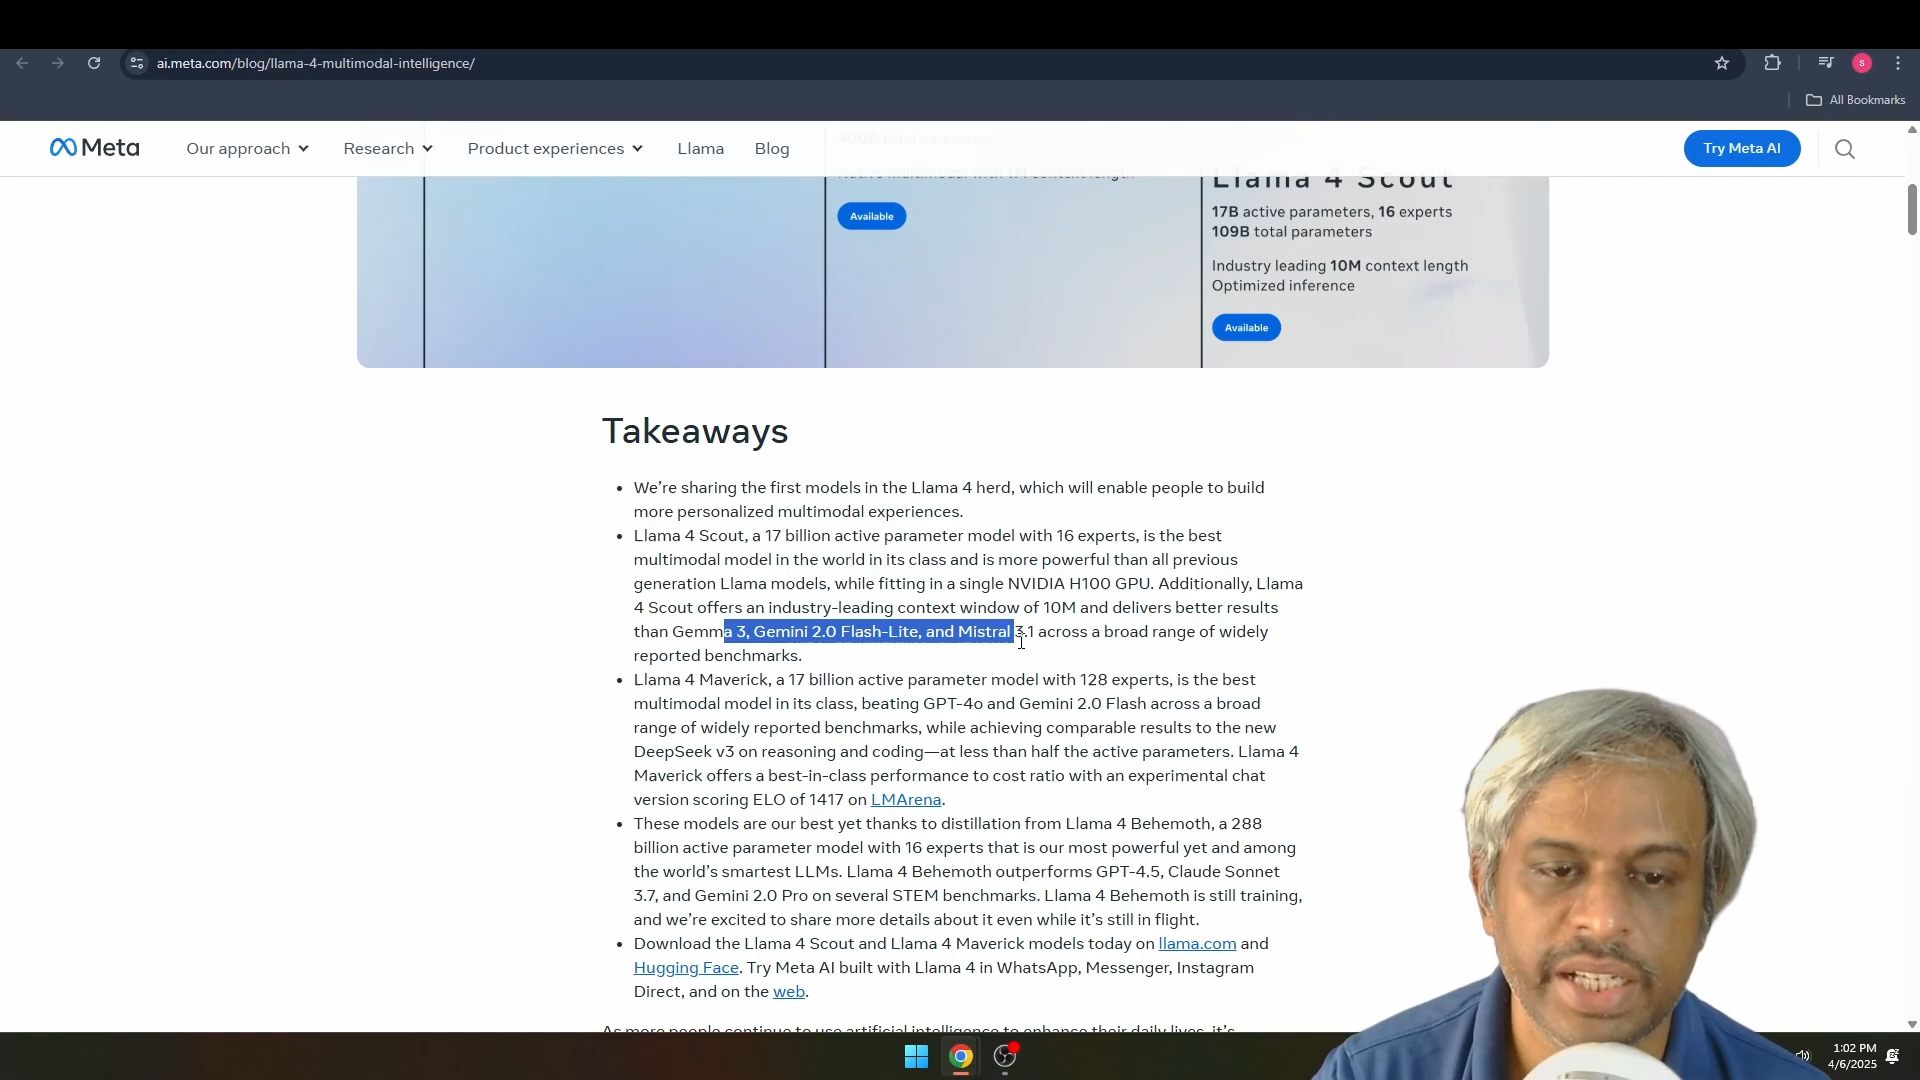 ai.meta.com/blog/llama-4-multimodal-intelligence/
S
All Bookmarks
Meta
Our approach
Research
Product experiences
Llama
Blog
Try Meta AI
400B total parameters
Native multimodal with 1M context length
Available
Llama 4 Scout
17B active parameters, 16 experts
109B total parameters
Industry leading 10M context length
Optimized inference
Available
Takeaways
• We’re sharing the first models in the Llama 4 herd, which will enable people to build
more personalized multimodal experiences.
• Llama 4 Scout, a 17 billion active parameter model with 16 experts, is the best
multimodal model in the world in its class and is more powerful than all previous
generation Llama models, while fitting in a single NVIDIA H100 GPU. Additionally, Llama
4 Scout offers an industry-leading context window of 10M and delivers better results
than Gemma 3, Gemini 2.0 Flash-Lite, and Mistral 3.1 across a broad range of widely
reported benchmarks.
• Llama 4 Maverick, a 17 billion active parameter model with 128 experts, is the best
multimodal model in its class, beating GPT-4o and Gemini 2.0 Flash across a broad
range of widely reported benchmarks, while achieving comparable results to the new
DeepSeek v3 on reasoning and coding—at less than half the active parameters. Llama 4
Maverick offers a best-in-class performance to cost ratio with an experimental chat
version scoring ELO of 1417 on LMArena.
• These models are our best yet thanks to distillation from Llama 4 Behemoth, a 288
billion active parameter model with 16 experts that is our most powerful yet and among
the world’s smartest LLMs. Llama 4 Behemoth outperforms GPT-4.5, Claude Sonnet
3.7, and Gemini 2.0 Pro on several STEM benchmarks. Llama 4 Behemoth is still training,
and we’re excited to share more details about it even while it’s still in flight.
• Download the Llama 4 Scout and Llama 4 Maverick models today on llama.com and
Hugging Face. Try Meta AI built with Llama 4 in WhatsApp, Messenger, Instagram
Direct, and on the web.
As more people continue to use artificial intelligence to enhance their daily lives, it’s
1:02 PM
4/6/2025